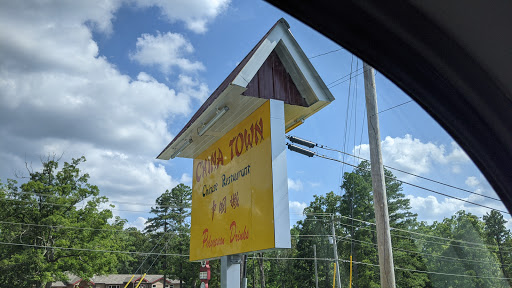 CHINA TOWN
Chinese Restaurant
Polynesian Drinks